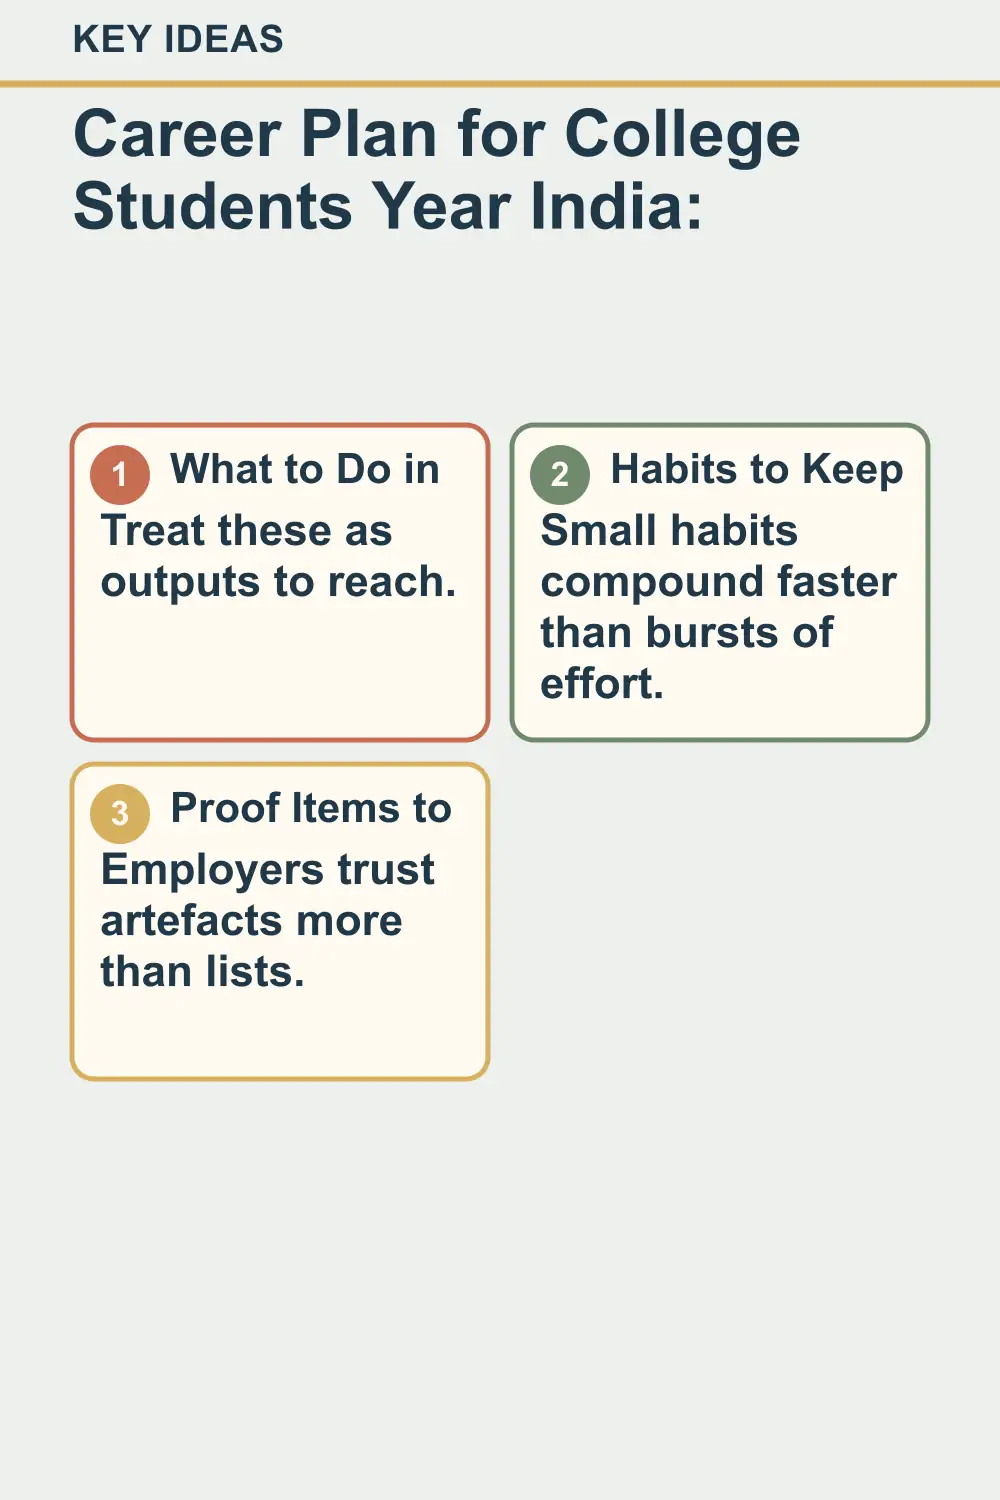 KEY IDEAS
Career Plan for College
Students Year India:
1 What to Do in
Treat these as
outputs to reach.
2 Habits to Keep
Small habits
compound faster
than bursts of
effort.
3 Proof Items to
Employers trust
artefacts more
than lists.